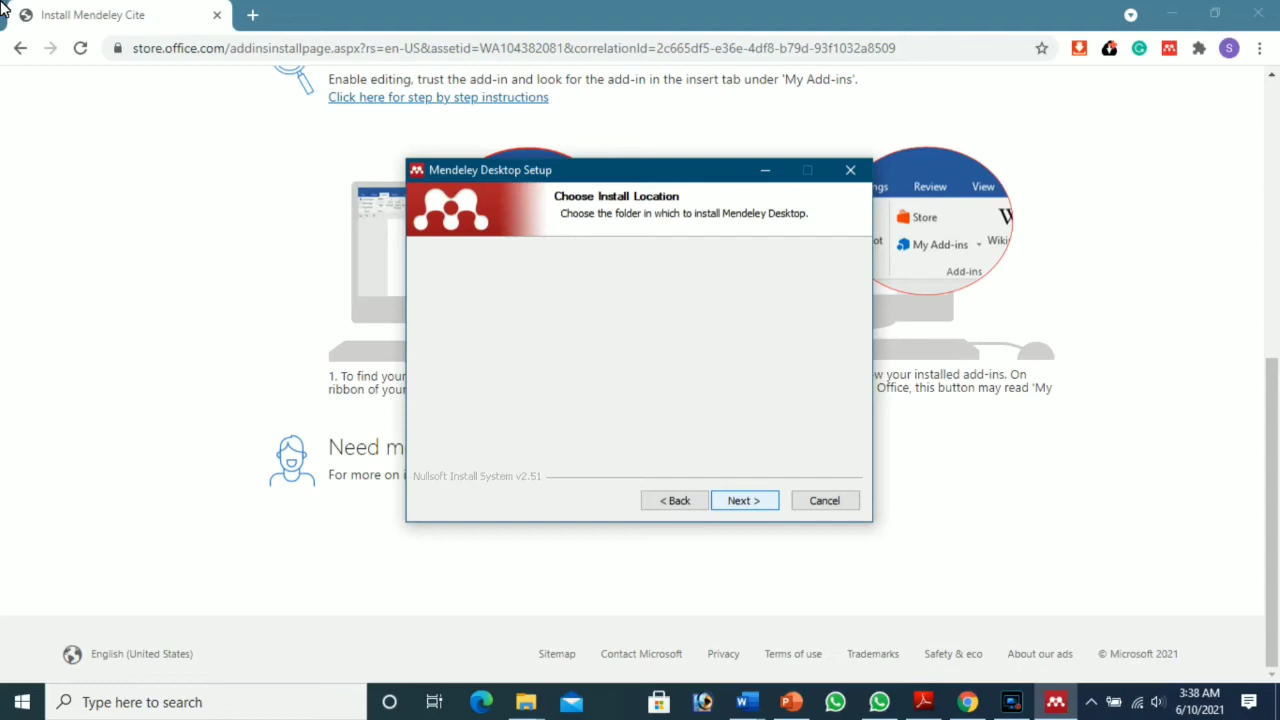 Install Mendeley Cite
store.office.com/addinsinstallpage.aspx?rs=en-US&assetid=WA104382081&correlationId=2c665df5-e36e-4df8-b79d-93f1032a8509
S
Enable editing, trust the add-in and look for the add-in in the insert tab under 'My Add-ins'.
Click here for step by step instructions
Mendeley Desktop Setup
Choose Install Location
Choose the folder in which to install Mendeley Desktop.
ngs Review View
Store W
ot My Add-ins Wiki
Add-ins
1. To find your
ribbon of your
w your installed add-ins. On
Office, this button may read 'My
Need m
For more on i
Nullsoft Install System v2.51
< Back Next > Cancel
English (United States) Sitemap Contact Microsoft Privacy Terms of use Trademarks Safety & eco About our ads © Microsoft 2021
Type here to search
3:38 AM
6/10/2021